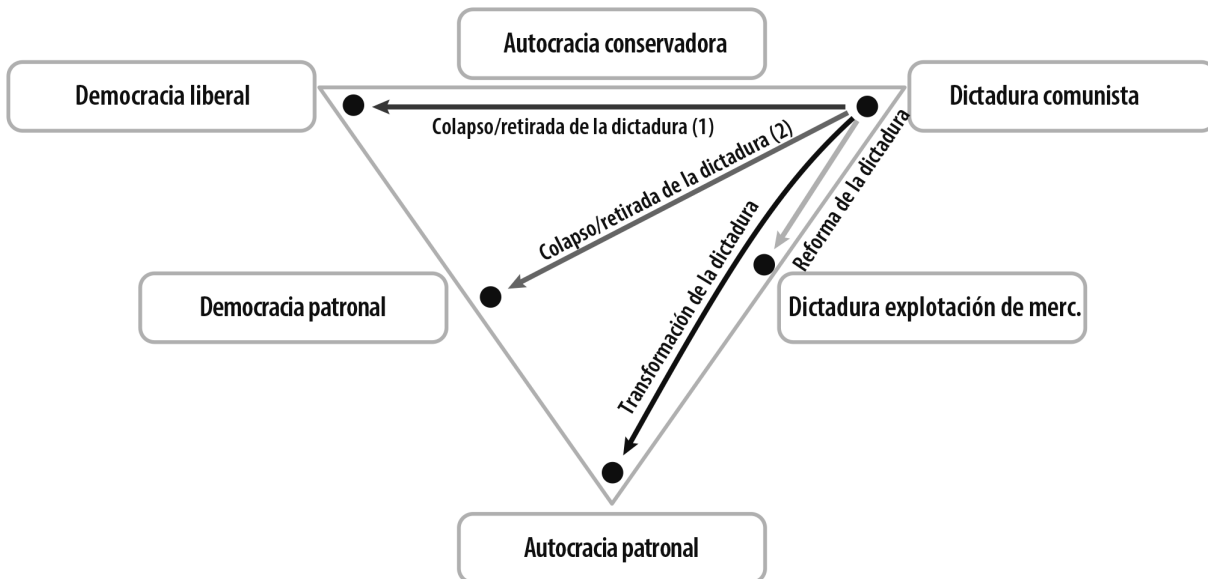 Autocracia conservadora
Democracia liberal
Dictadura comunista
Colapso/retirada de la dictadura (1)
Colapso/retirada de la dictadura (2)
Reforma de la dictadura
Transformación de la dictadura
Democracia patronal
Dictadura explotación de merc.
Autocracia patronal